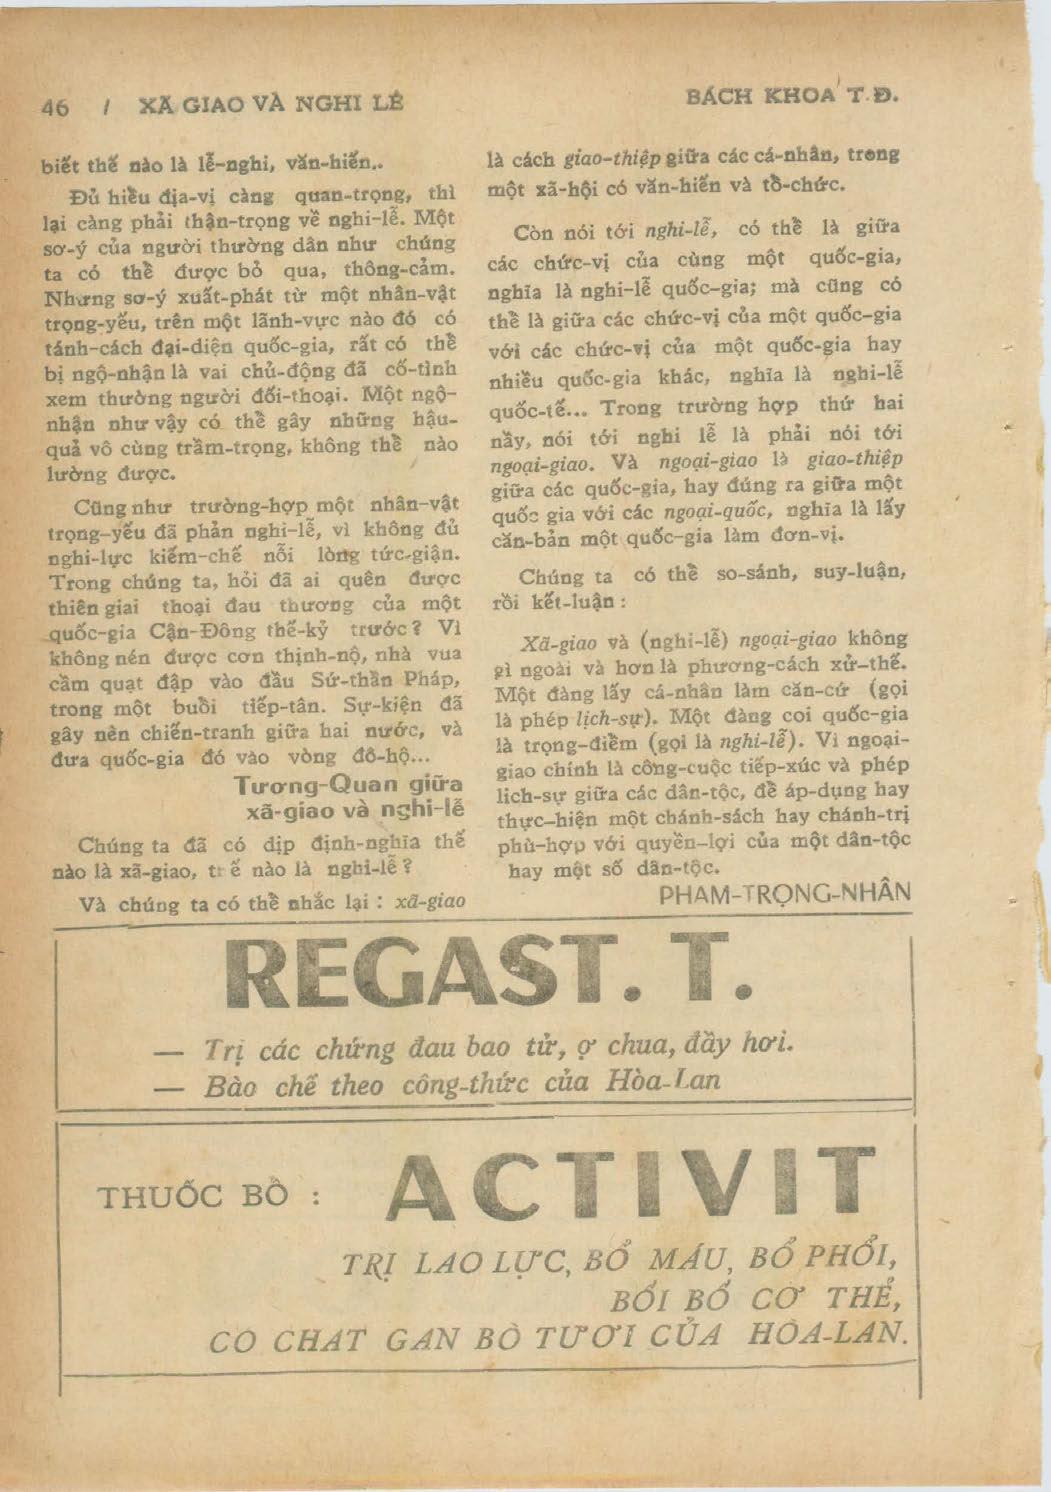 46 / XÃ GIAO VÀ NGHI LỄ
BÁCH KHOA T.Đ.
biết thế nào là lễ-nghi, văn-hiến..
Đủ hiểu địa-vị càng quan-trọng, thì
lại càng phải thận-trọng về nghi-lễ. Một
sơ-ý của người thường dân như chúng
ta có thể được bỏ qua, thông-cảm.
Nhưng sơ-ý xuất-phát từ một nhân-vật
trọng-yếu, trên một lãnh-vực nào đó có
tánh-cách đại-diện quốc-gia, rất có thể
bị ngộ-nhận là vai chủ-động đã cố-tình
xem thường người đối-thoại. Một ngộ-
nhận như vậy có thể gây những hậu-
quả vô cùng trầm-trọng, không thể nào
lường được.
Cũng như trường-hợp một nhân-vật
trọng-yếu đã phản nghi-lễ, vì không đủ
nghi-lực kiếm-chế nỗi lòng tức-giận.
Trong chúng ta, hỏi đã ai quên được
thiên giai thoại đau thương của một
quốc-gia Cận-Đông thế-kỷ trước? Vì
không nén được cơn thịnh-nộ, nhà vua
cầm quạt đập vào đầu Sứ-thần Pháp,
trong một buổi tiếp-tân. Sự-kiện đã
gây nên chiến-tranh giữa hai nước, và
đưa quốc-gia đó vào vòng đô-hộ...
Tương-Quan giữa
xã-giao và nghi-lễ
Chúng ta đã có dịp định-nghĩa thế
nào là xã-giao, thế nào là nghi-lễ?
Và chúng ta có thể nhắc lại : xã-giao
là cách giao-thiệp giữa các cá-nhân, trong
một xã-hội có văn-hiến và tổ-chức.
Còn nói tới nghi-lễ, có thể là giữa
các chức-vị của cùng một quốc-gia,
nghĩa là nghi-lễ quốc-gia; mà cũng có
thể là giữa các chức-vị của một quốc-gia
với các chức-vị của một quốc-gia hay
nhiều quốc-gia khác, nghĩa là nghi-lễ
quốc-tế... Trong trường hợp thứ hai
nầy, nói tới nghi lễ là phải nói tới
ngoại-giao. Và ngoại-giao là giao-thiệp
giữa các quốc-gia, hay đúng ra giữa một
quốc gia với các ngoại-quốc, nghĩa là lấy
căn-bản một quốc-gia làm đơn-vị.
Chúng ta có thể so-sánh, suy-luận,
rồi kết-luận :
Xã-giao và (nghi-lễ) ngoại-giao không
gì ngoài và hơn là phương-cách xử-thế.
Một đàng lấy cá-nhân làm căn-cứ (gọi
là phép lịch-sự). Một đàng coi quốc-gia
là trọng-điểm (gọi là nghi-lễ). Vì ngoại-
giao chính là công-cuộc tiếp-xúc và phép
lich-sự giữa các dân-tộc, để áp-dụng hay
thực-hiện một chánh-sách hay chánh-trị
phù-hợp với quyền-lợi của một dân-tộc
hay một số dân-tộc.
PHẠM-TRỌNG-NHÂN
REGAST. T.
— Trị các chứng đau bao tử, ợ chua, đầy hơi.
— Bào chế theo công-thức của Hòa-Lan
THUỐC BỔ : ACTIVIT
TRỊ LAO LỰC, BỔ MÁU, BỔ PHỔI,
BỒI BỔ CƠ THỂ,
CÓ CHẤT GAN BÒ TƯƠI CỦA HÒA-LAN.